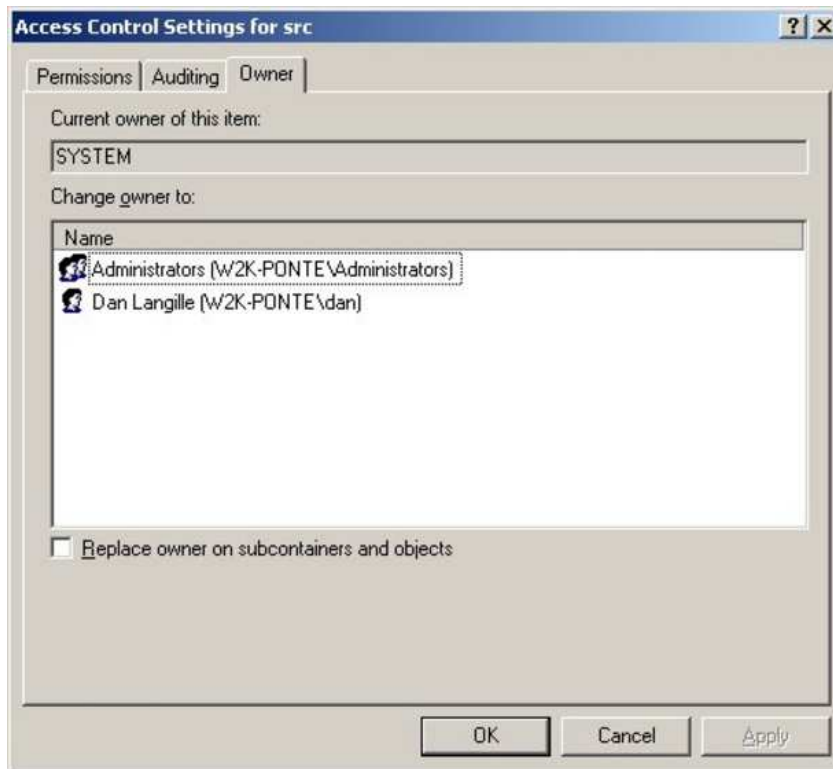 Access Control Settings for src
Permissions Auditing Owner
Current owner of this item:
SYSTEM
Change owner to:
Name
Administrators (W2K-PONTE\Administrators)
Dan Langille (W2K-PONTE\dan)
Replace owner on subcontainers and objects
OK Cancel Apply